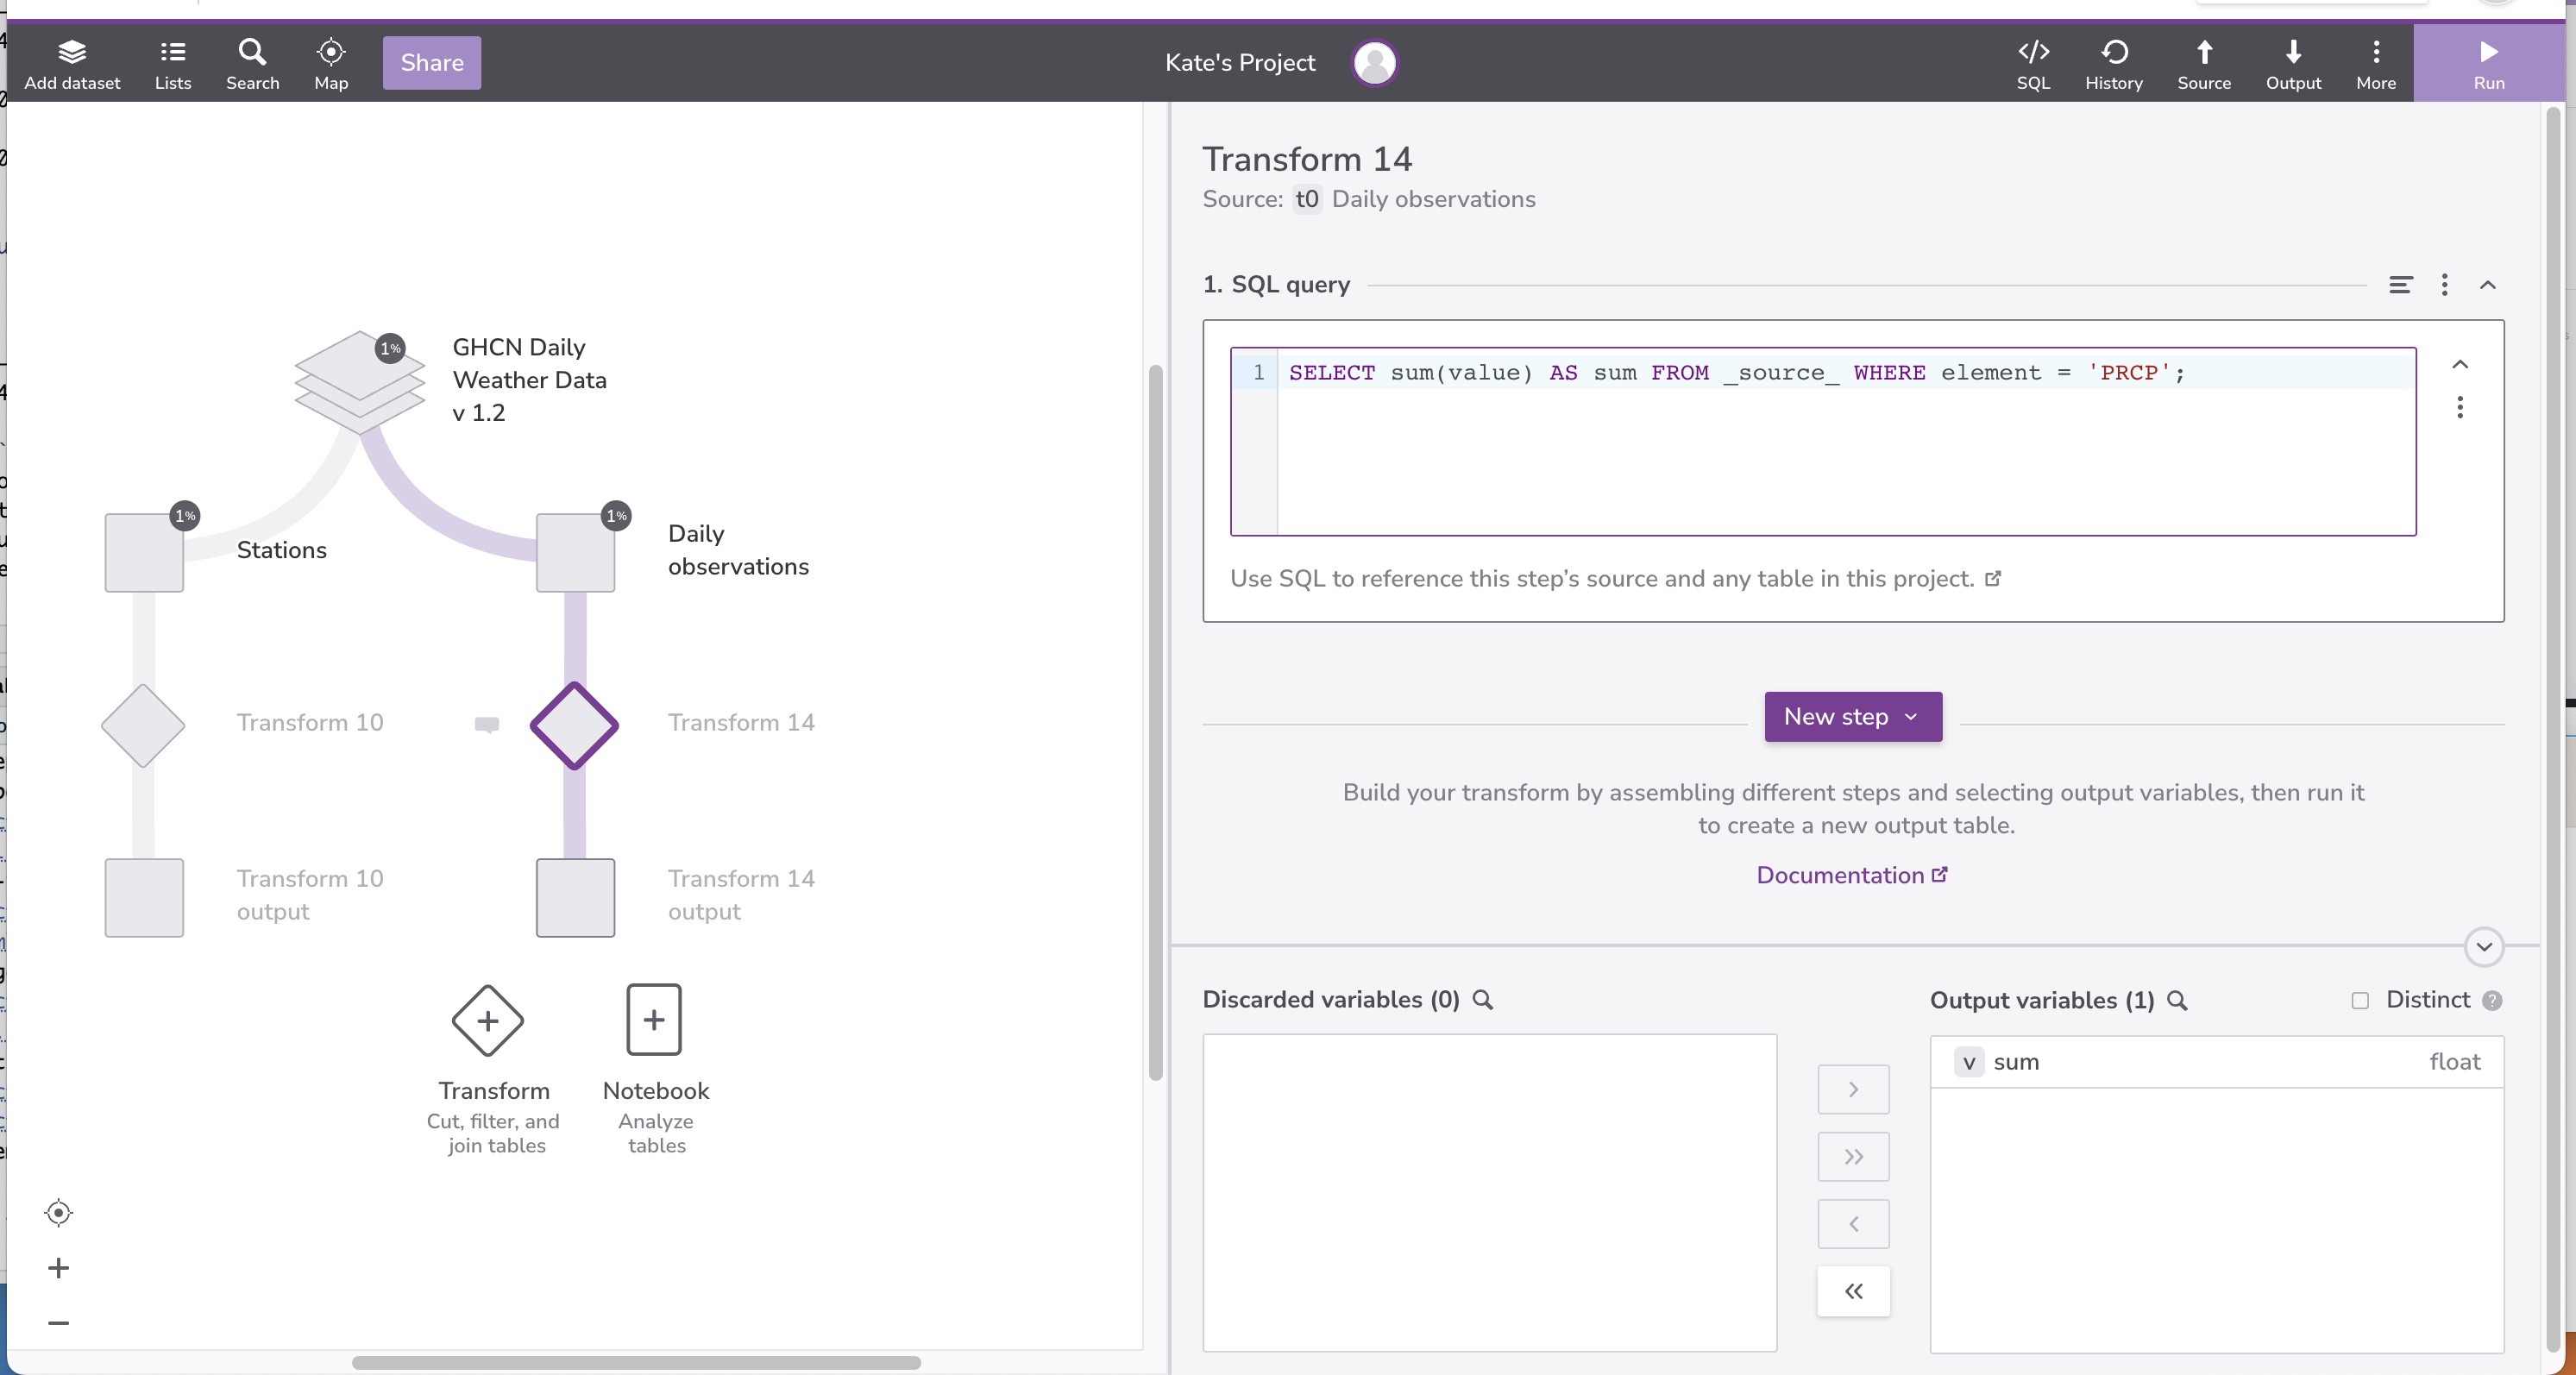 Add dataset
Lists
Search
Map
Share
Kate's Project
SQL
History
Source
Output
More
Run
GHCN Daily
Weather Data
v 1.2
1%
Stations
1%
Daily
observations
1%
Transform 10
Transform 14
Transform 10
output
Transform 14
output
Transform
Cut, filter, and
join tables
Notebook
Analyze
tables
Transform 14
Source: t0 Daily observations
1. SQL query
1 SELECT sum(value) AS sum FROM _source_ WHERE element = 'PRCP';
Use SQL to reference this step’s source and any table in this project.
New step
Build your transform by assembling different steps and selecting output variables, then run it
to create a new output table.
Documentation
Discarded variables (0)
Output variables (1)
Distinct ?
v sum float